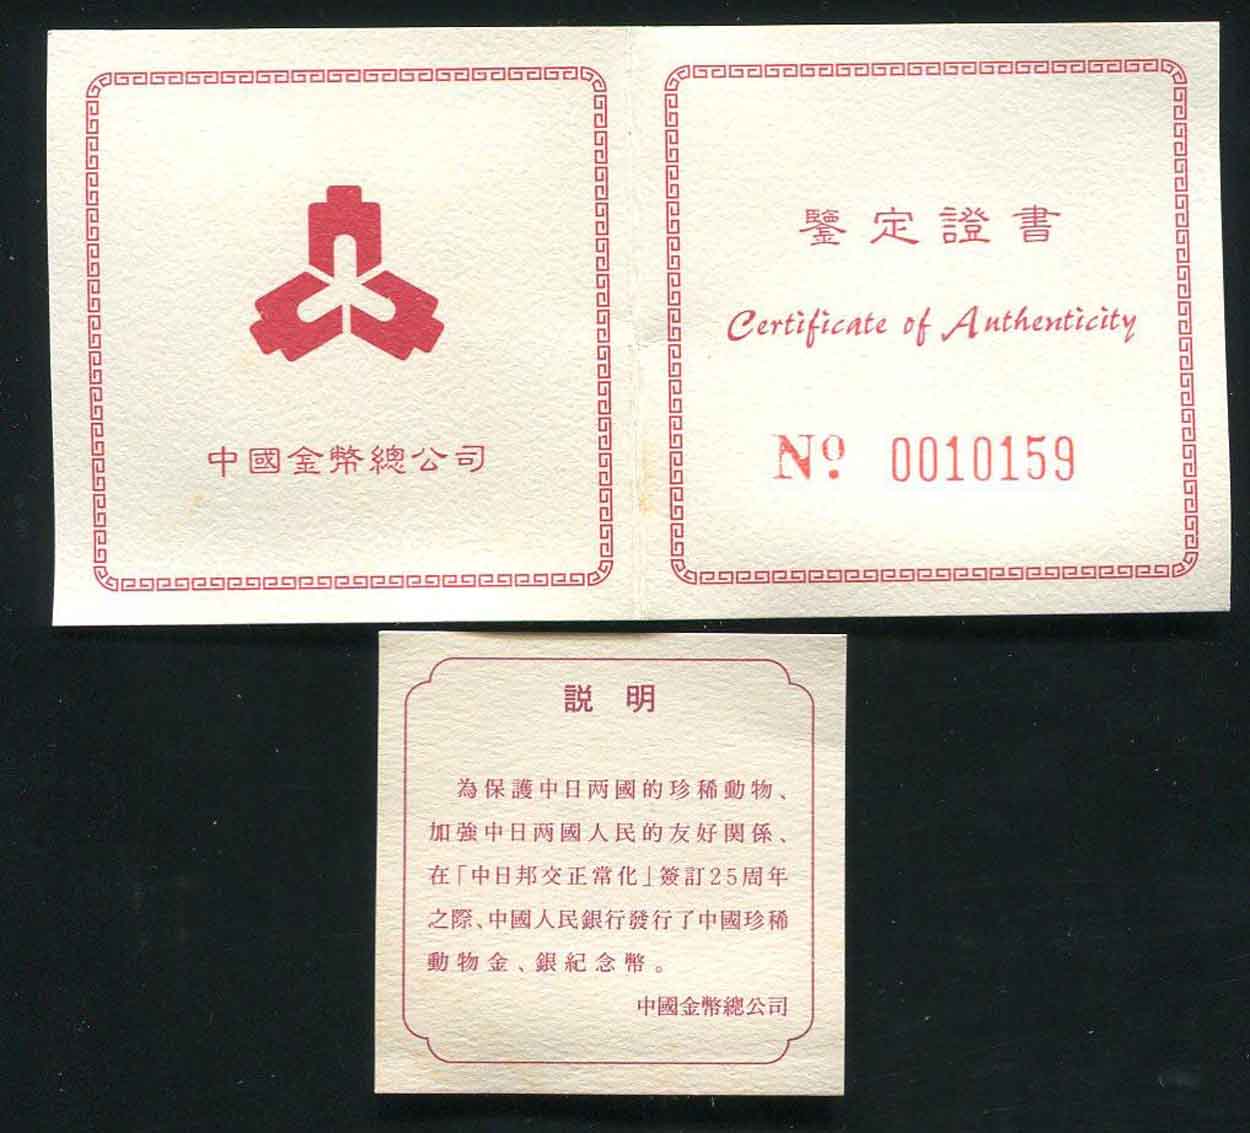 中國金幣總公司
鑒定證書
Certificate of Authenticity
Nº. 0010159
説明
為保護中日两國的珍稀動物、
加強中日两國人民的友好関係、
在「中日邦交正常化」簽訂25周年
之際、中國人民銀行發行了中國珍稀
動物金、銀紀念幣。
中國金幣總公司